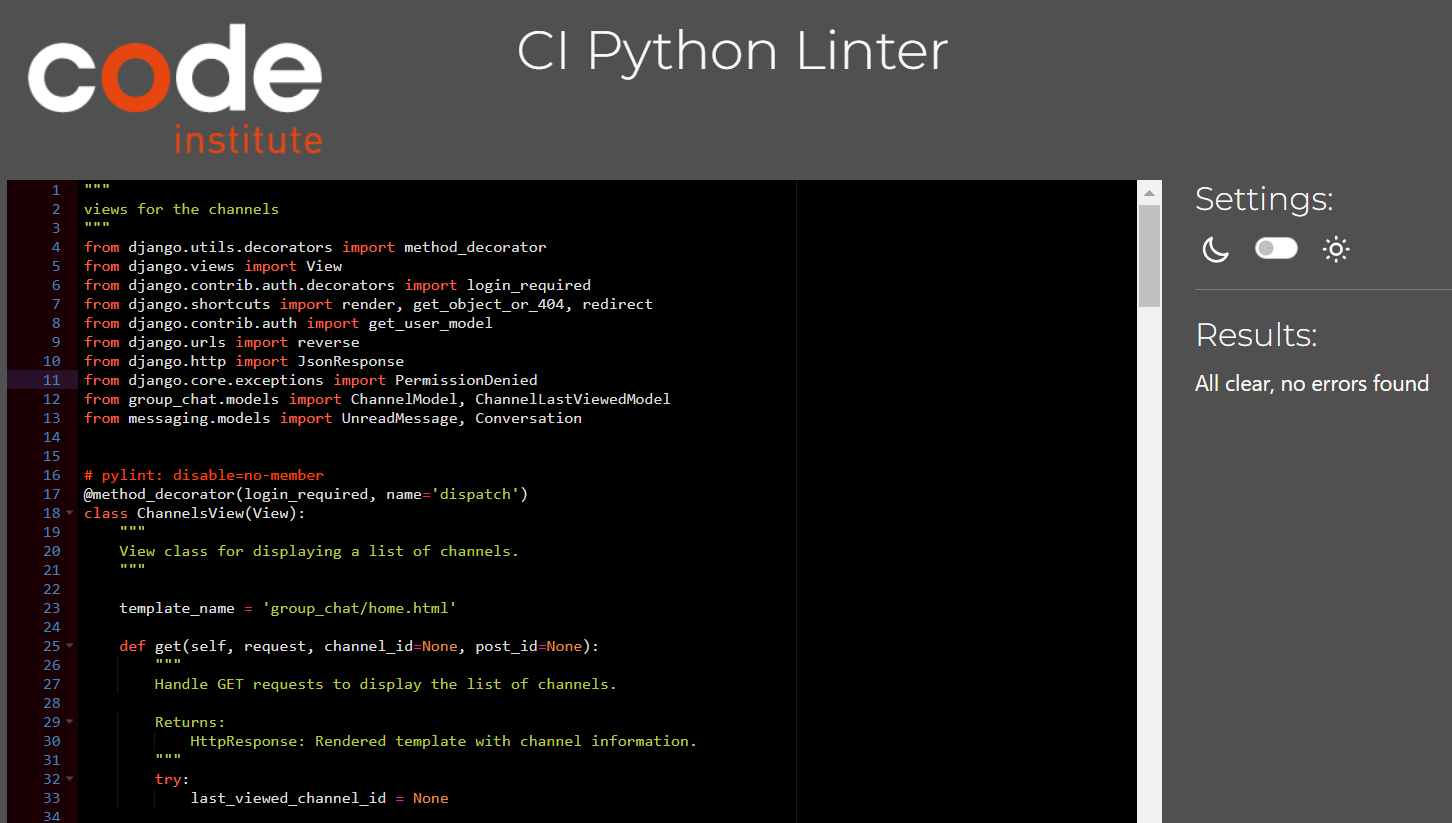 code
institute
CI Python Linter
1 """
2 views for the channels
3 """
4 from django.utils.decorators import method_decorator
5 from django.views import View
6 from django.contrib.auth.decorators import login_required
7 from django.shortcuts import render, get_object_or_404, redirect
8 from django.contrib.auth import get_user_model
9 from django.urls import reverse
10 from django.http import JsonResponse
11 from django.core.exceptions import PermissionDenied
12 from group_chat.models import ChannelModel, ChannelLastViewedModel
13 from messaging.models import UnreadMessage, Conversation
14
15
16 # pylint: disable=no-member
17 @method_decorator(login_required, name='dispatch')
18 class ChannelsView(View):
19     """
20     View class for displaying a list of channels.
21     """
22
23     template_name = 'group_chat/home.html'
24
25     def get(self, request, channel_id=None, post_id=None):
26         """
27         Handle GET requests to display the list of channels.
28
29         Returns:
30             HttpResponse: Rendered template with channel information.
31         """
32         try:
33             last_viewed_channel_id = None
34
Settings:
Results:
All clear, no errors found